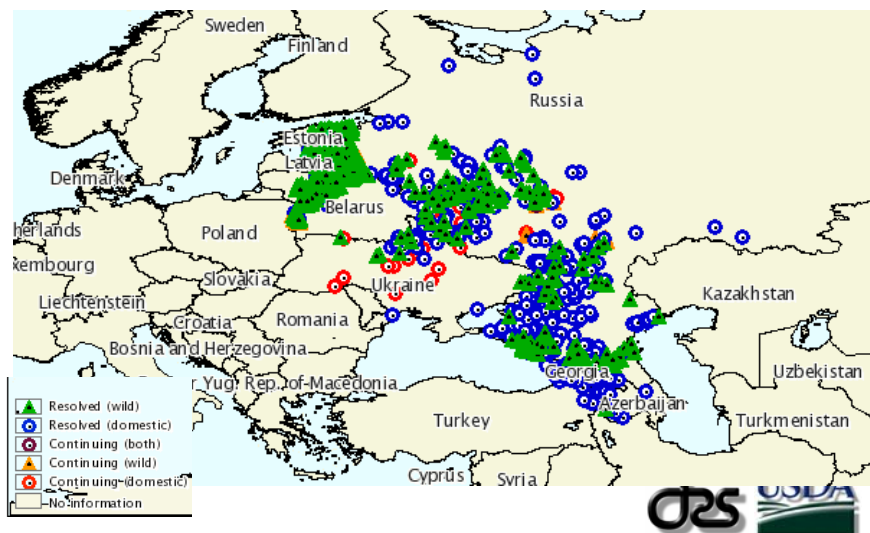 Sweden
Finland
Russia
Estonia
Latvia
Denmark
Belarus
herlands
Poland
xembourg
Slovakia
Ukraine
Liechtenstein
Kazakhstan
Croatia
Romania
Bosnia and Herzegovina
Georgia
Uzbekistan
r Yug. Rep. of Macedonia
Azerbaijan
Turkey
Turkmenistan
Cyprus
Syria
Resolved (wild)
Resolved (domestic)
Continuing (both)
Continuing (wild)
Continuing (domestic)
No information
USDA